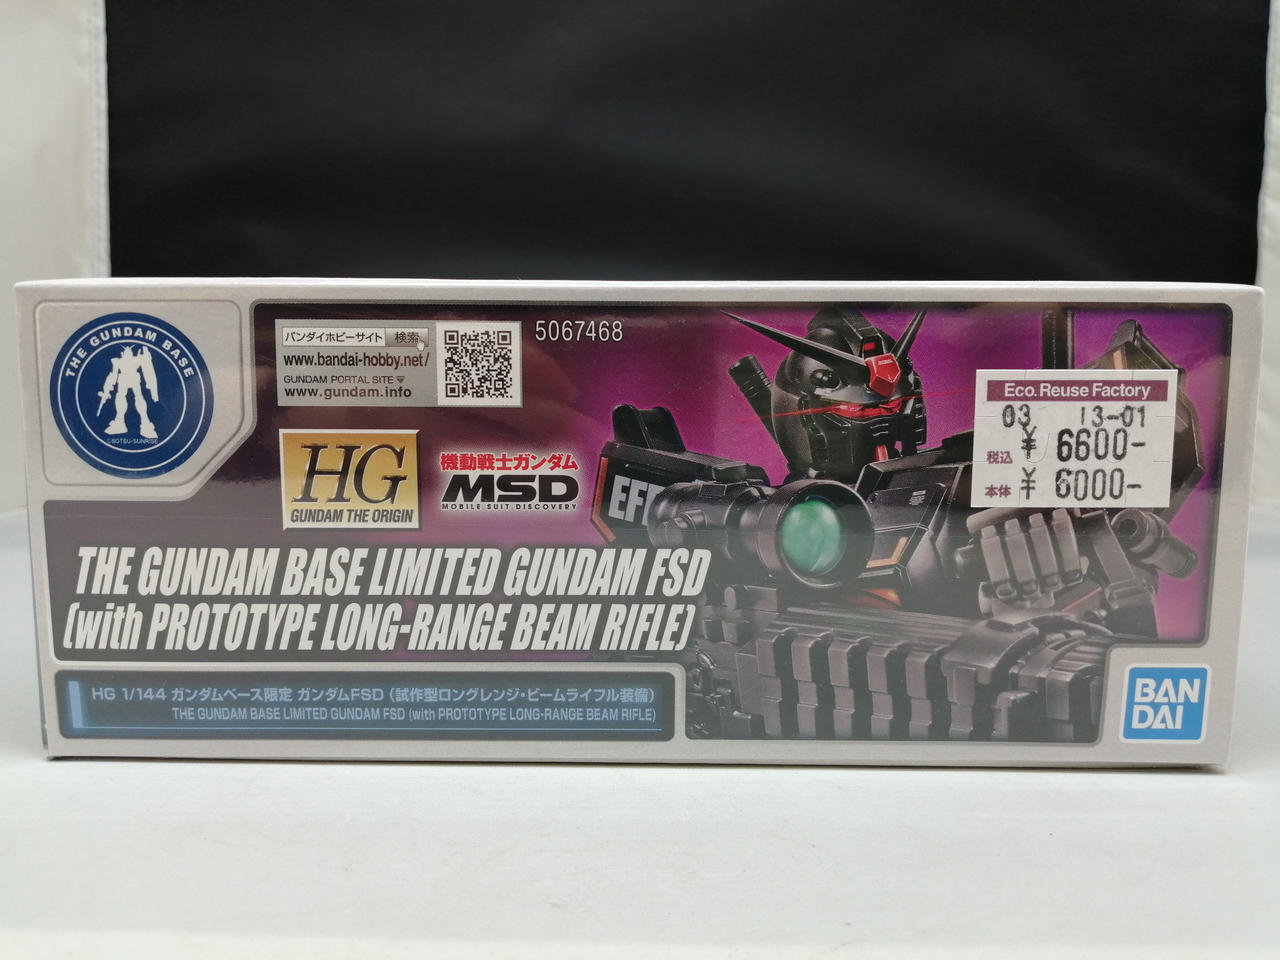 THE GUNDAM BASE
©SOTSU･SUNRISE
バンダイホビーサイト 検索
www.bandai-hobby.net/
GUNDAM PORTAL SITE
www.gundam.info
5067468
HG
GUNDAM THE ORIGIN
機動戦士ガンダム
MSD
MOBILE SUIT DISCOVERY
EF
Eco. Reuse Factory
03 13-01
税込 ¥ 6600-
本体 ¥ 6000-
THE GUNDAM BASE LIMITED GUNDAM FSD
(with PROTOTYPE LONG-RANGE BEAM RIFLE)
HG 1/144 ガンダムベース限定 ガンダムFSD（試作型ロングレンジ・ビームライフル装備）
THE GUNDAM BASE LIMITED GUNDAM FSD (with PROTOTYPE LONG-RANGE BEAM RIFLE)
BAN
DAI